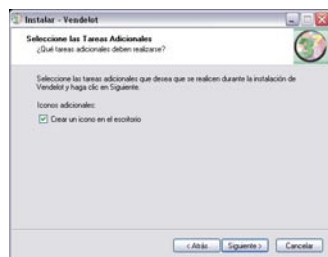 Instalar - Vendelot
Seleccione las Tareas Adicionales
¿Qué tareas adicionales deben realizarse?
Seleccione las tareas adicionales que desea que se realicen durante la instalación de
Vendelot y haga clic en Siguiente.
Iconos adicionales:
Crear un icono en el escritorio
< Atrás
Siguiente >
Cancelar